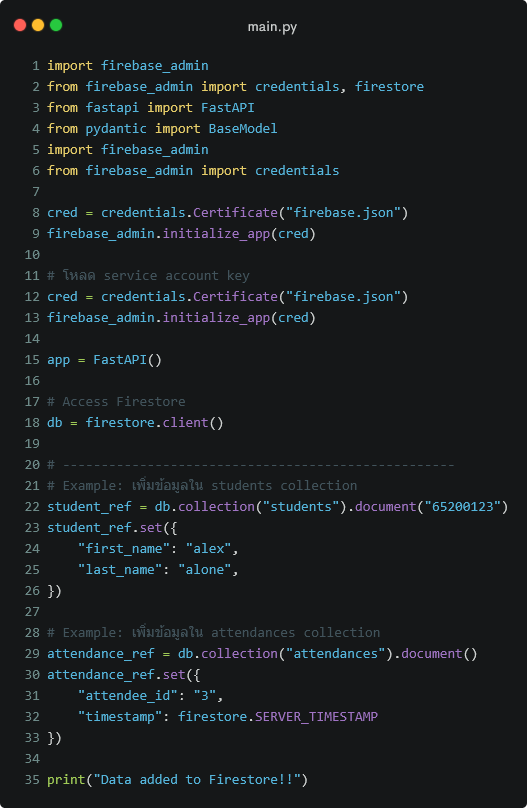 main.py
1 import firebase_admin
2 from firebase_admin import credentials, firestore
3 from fastapi import FastAPI
4 from pydantic import BaseModel
5 import firebase_admin
6 from firebase_admin import credentials
7
8 cred = credentials.Certificate("firebase.json")
9 firebase_admin.initialize_app(cred)
10
11 # โหลด service account key
12 cred = credentials.Certificate("firebase.json")
13 firebase_admin.initialize_app(cred)
14
15 app = FastAPI()
16
17 # Access Firestore
18 db = firestore.client()
19
20 # ---------------------------------------------------
21 # Example: เพิ่มข้อมูลใน students collection
22 student_ref = db.collection("students").document("65200123")
23 student_ref.set({
24     "first_name": "alex",
25     "last_name": "alone",
26 })
27
28 # Example: เพิ่มข้อมูลใน attendances collection
29 attendance_ref = db.collection("attendances").document()
30 attendance_ref.set({
31     "attendee_id": "3",
32     "timestamp": firestore.SERVER_TIMESTAMP
33 })
34
35 print("Data added to Firestore!!")